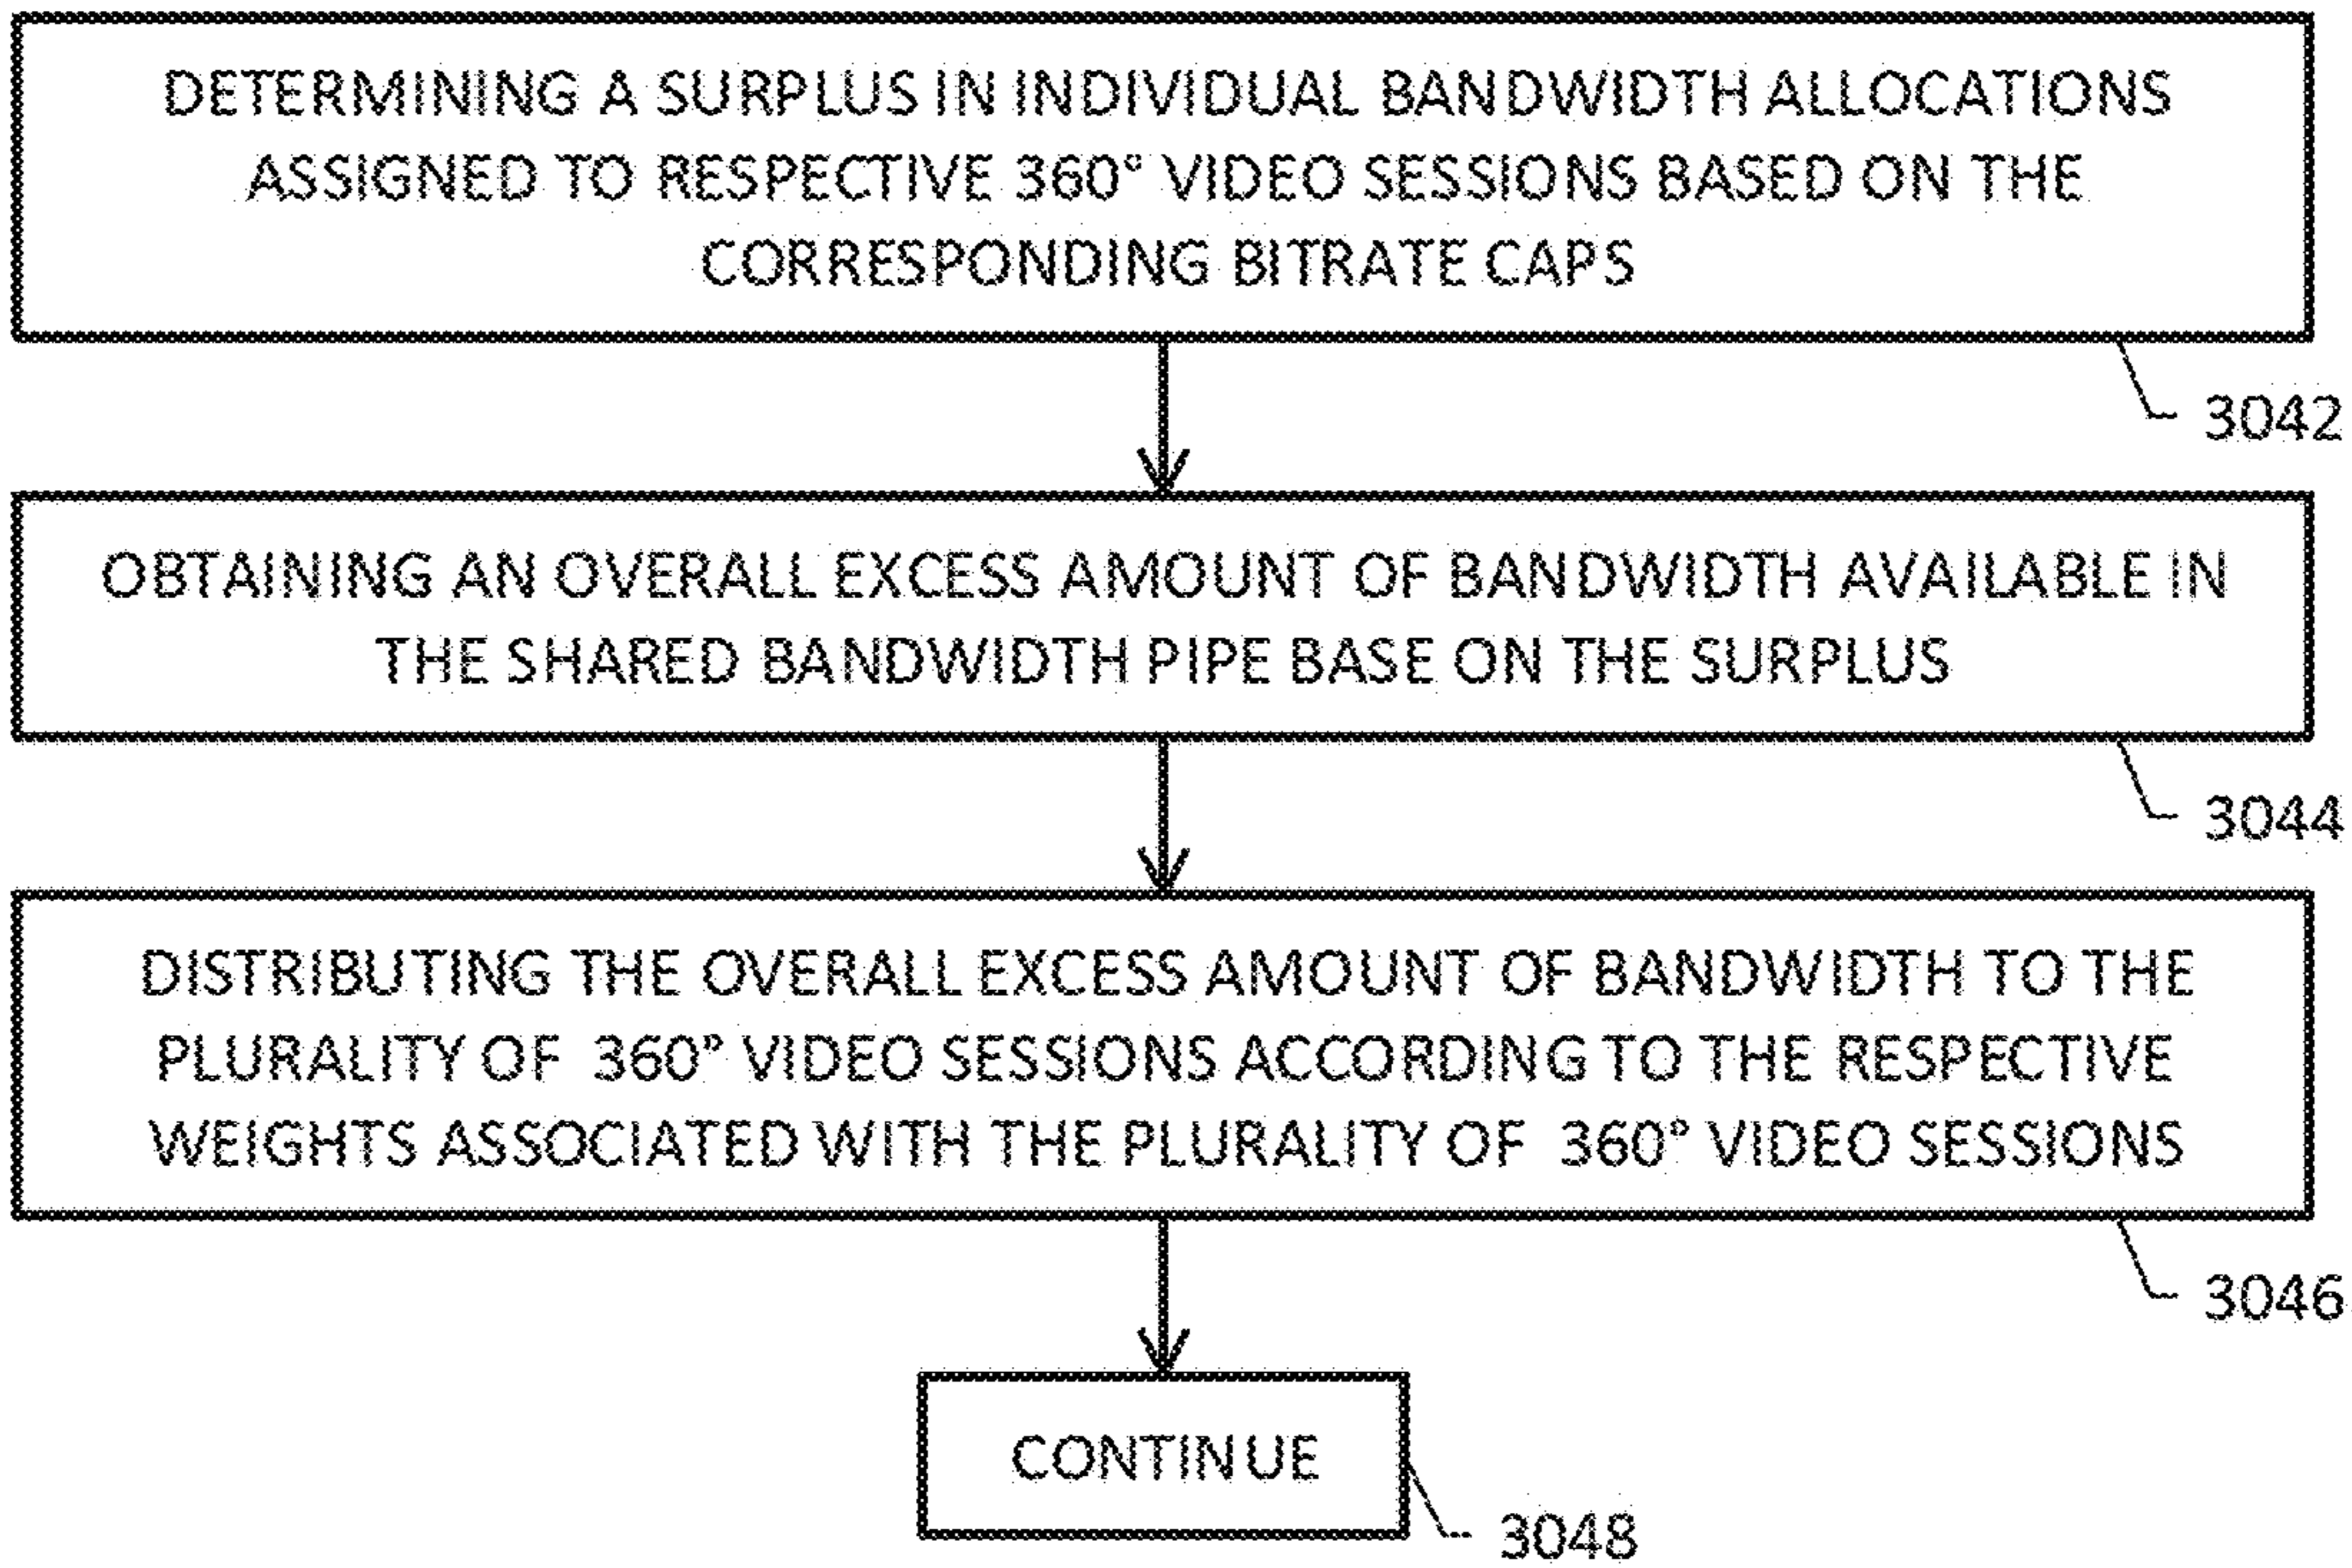 DETERMINING A SURPLUS IN INDIVIDUAL BANDWIDTH ALLOCATIONS
ASSIGNED TO RESPECTIVE 360° VIDEO SESSIONS BASED ON THE
CORRESPONDING BITRATE CAPS
3042
OBTAINING AN OVERALL EXCESS AMOUNT OF BANDWIDTH AVAILABLE IN
THE SHARED BANDWIDTH PIPE BASE ON THE SURPLUS
3044
DISTRIBUTING THE OVERALL EXCESS AMOUNT OF BANDWIDTH TO THE
PLURALITY OF 360° VIDEO SESSIONS ACCORDING TO THE RESPECTIVE
WEIGHTS ASSOCIATED WITH THE PLURALITY OF 360° VIDEO SESSIONS
3046
CONTINUE
3048